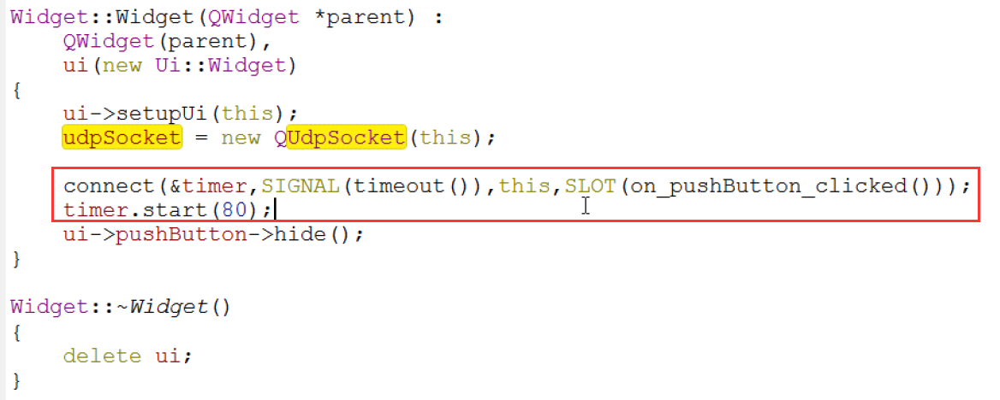 Widget::Widget(QWidget *parent) :
    QWidget(parent),
    ui(new Ui::Widget)
{
    ui->setupUi(this);
    udpSocket = new QUdpSocket(this);

    connect(&timer,SIGNAL(timeout()),this,SLOT(on_pushButton_clicked()));
    timer.start(80);
    ui->pushButton->hide();
}

Widget::~Widget()
{
    delete ui;
}